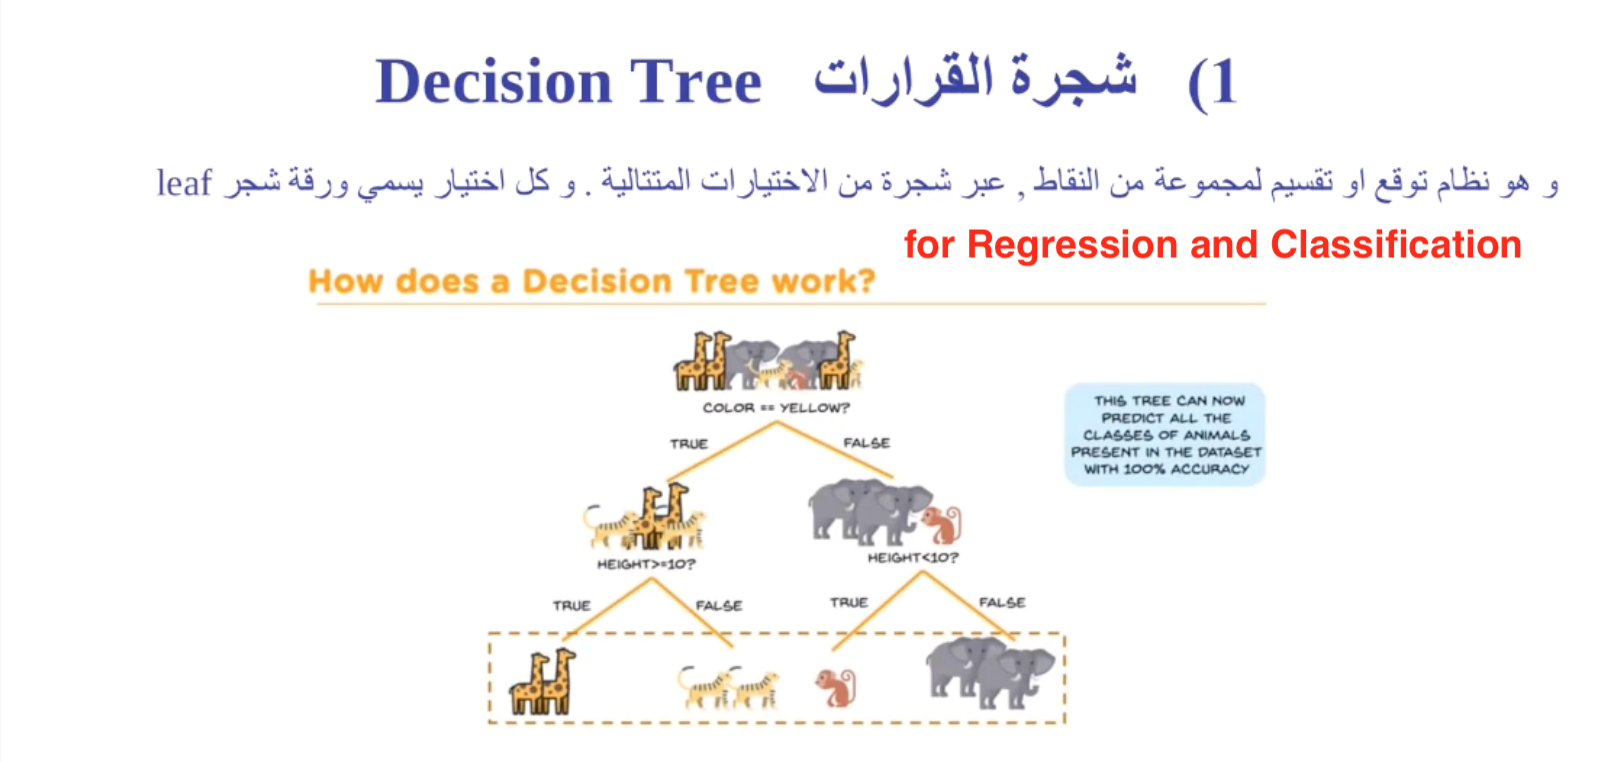 1) شجرة القرارات Decision Tree
و هو نظام توقع او تقسيم لمجموعة من النقاط , عبر شجرة من الاختيارات المتتالية . و كل اختيار يسمي ورقة شجر leaf
for Regression and Classification
How does a Decision Tree work?
COLOR == YELLOW?
TRUE
FALSE
THIS TREE CAN NOW
PREDICT ALL THE
CLASSES OF ANIMALS
PRESENT IN THE DATASET
WITH 100% ACCURACY
HEIGHT>=10?
HEIGHT<10?
TRUE
FALSE
TRUE
FALSE